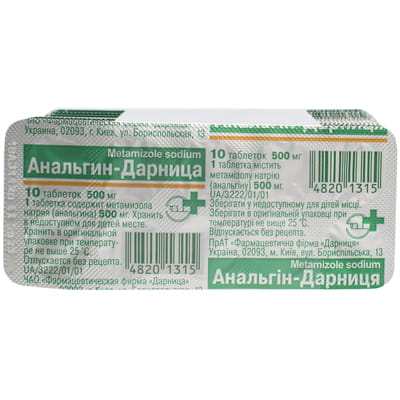 ЧАО «Фармацевтическая фирма «Дарница»
Украина, 02093, г. Киев, ул. Бориспольская, 13
Metamizole sodium
Анальгин-Дарница
10 таблеток 500 мг
1 таблетка содержит метамизола
натрия (анальгина) 500 мг. Хранить
в недоступном для детей месте.
Хранить в оригинальной
упаковке при температу-
ре не выше 25 °С.
Отпускается без рецепта.
UA/3222/01/01
ЧАО «Фармацевтическая фирма «Дарница»
4820 1315
10 таблеток 500 мг
1 таблетка містить
метамізолу натрію
(анальгіну) 500 мг.
4820 1315
Зберігати в недоступному для дітей місці.
Зберігати в оригінальній упаковці при
температурі не вище 25 °С.
Відпускається без рецепта.
UA/3222/01/01
ПрАТ «Фармацевтична фірма «Дарниця»
Україна, 02093, м. Київ, вул. Бориспільська, 13
Metamizole sodium
Анальгін-Дарниця